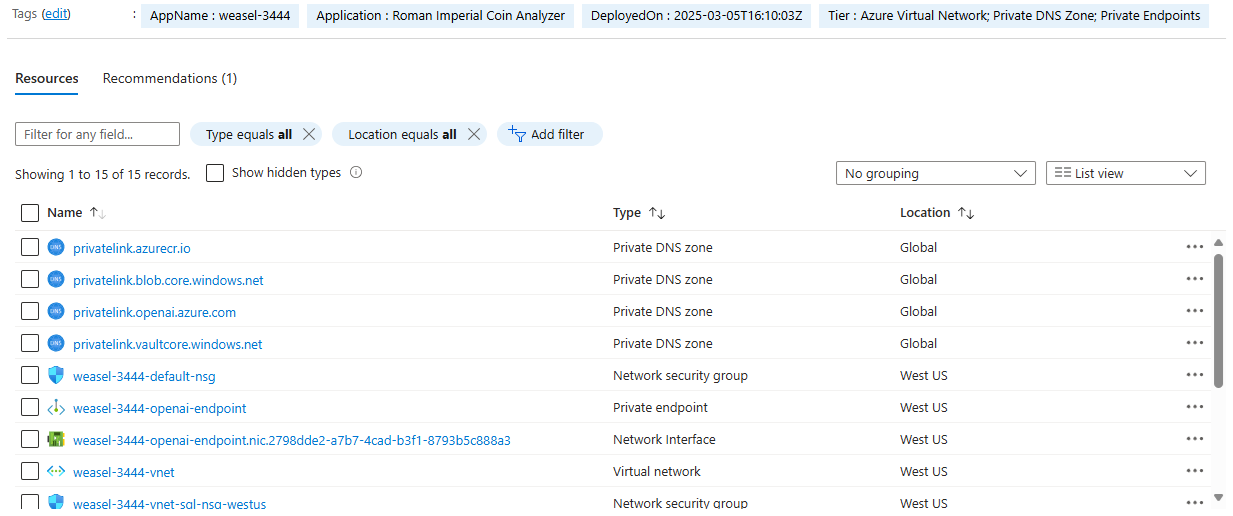 Tags (edit) : AppName : weasel-3444 Application : Roman Imperial Coin Analyzer DeployedOn : 2025-03-05T16:10:03Z Tier : Azure Virtual Network; Private DNS Zone; Private Endpoints
Resources Recommendations (1)
Filter for any field... Type equals all Location equals all Add filter
Showing 1 to 15 of 15 records. Show hidden types No grouping List view
Name Type Location
privatelink.azurecr.io Private DNS zone Global
privatelink.blob.core.windows.net Private DNS zone Global
privatelink.openai.azure.com Private DNS zone Global
privatelink.vaultcore.windows.net Private DNS zone Global
weasel-3444-default-nsg Network security group West US
weasel-3444-openai-endpoint Private endpoint West US
weasel-3444-openai-endpoint.nic.2798dde2-a7b7-4cad-b3f1-8793b5c888a3 Network Interface West US
weasel-3444-vnet Virtual network West US
weasel-3444-vnet-sql-nsg-westus Network security group West US